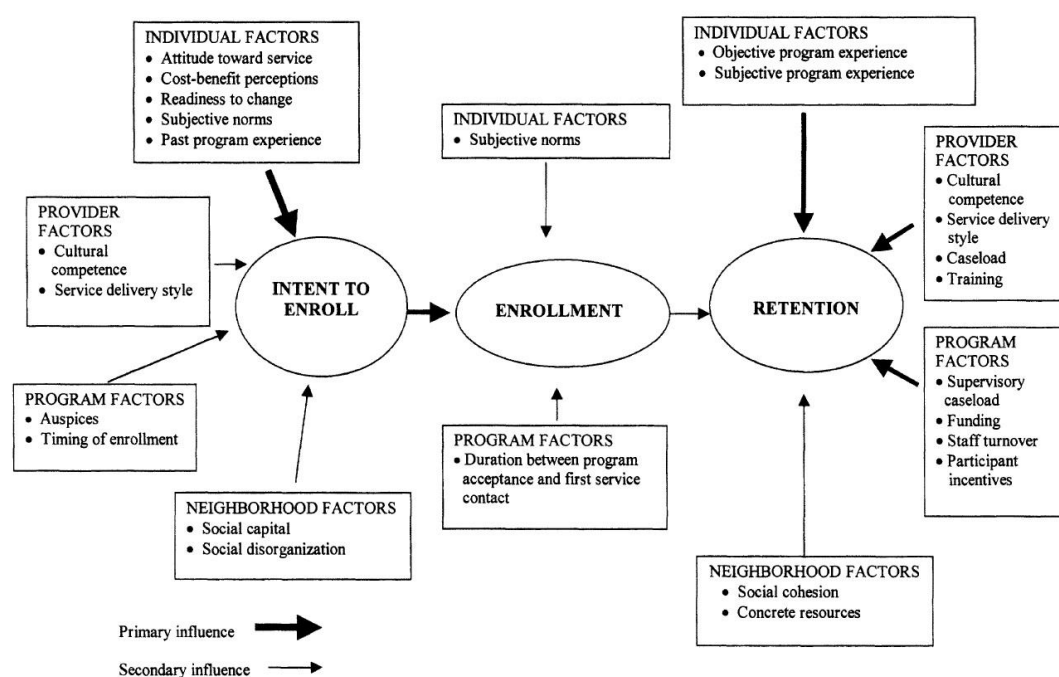 INDIVIDUAL FACTORS
• Attitude toward service
• Cost-benefit perceptions
• Readiness to change
• Subjective norms
• Past program experience
INDIVIDUAL FACTORS
• Subjective norms
INDIVIDUAL FACTORS
• Objective program experience
• Subjective program experience
PROVIDER
FACTORS
• Cultural
competence
• Service delivery style
PROVIDER
FACTORS
• Cultural
competence
• Service delivery
style
• Caseload
• Training
INTENT TO
ENROLL
ENROLLMENT
RETENTION
PROGRAM FACTORS
• Auspices
• Timing of enrollment
PROGRAM FACTORS
• Duration between program
acceptance and first service
contact
PROGRAM
FACTORS
• Supervisory
caseload
• Funding
• Staff turnover
• Participant
incentives
NEIGHBORHOOD FACTORS
• Social capital
• Social disorganization
NEIGHBORHOOD FACTORS
• Social cohesion
• Concrete resources
Primary influence
Secondary influence